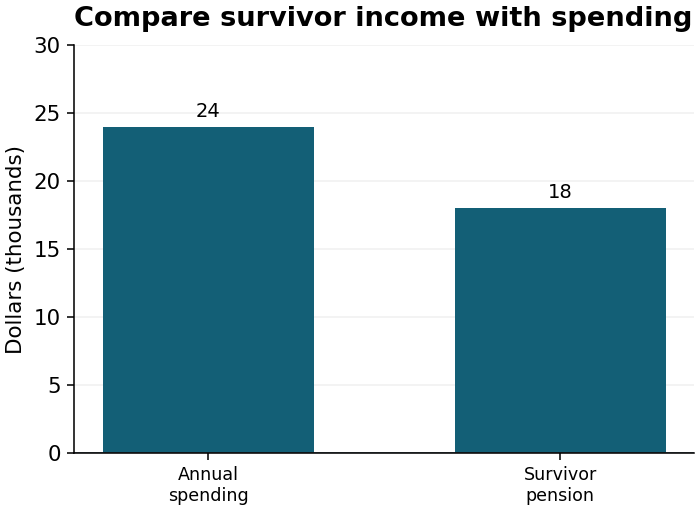 Compare survivor income with spending
Dollars (thousands)
30
25
20
15
10
5
0
24
18
Annual
spending
Survivor
pension